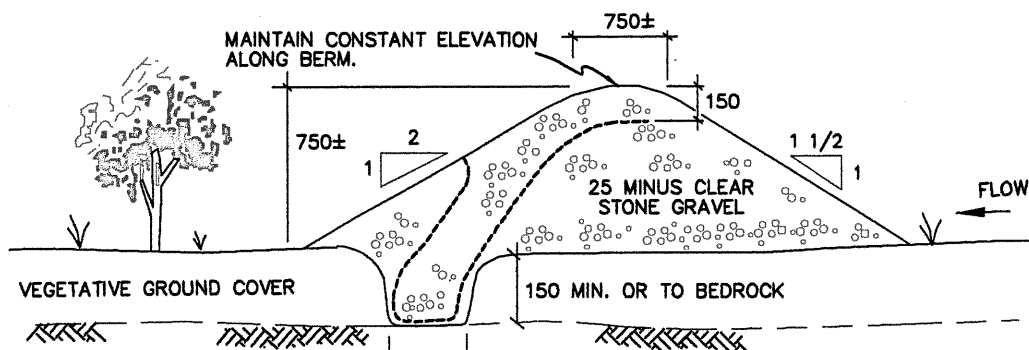 750±
MAINTAIN CONSTANT ELEVATION
ALONG BERM.
150
750±
2
1
1 1/2
1
25 MINUS CLEAR
STONE GRAVEL
FLOW
VEGETATIVE GROUND COVER
150 MIN. OR TO BEDROCK